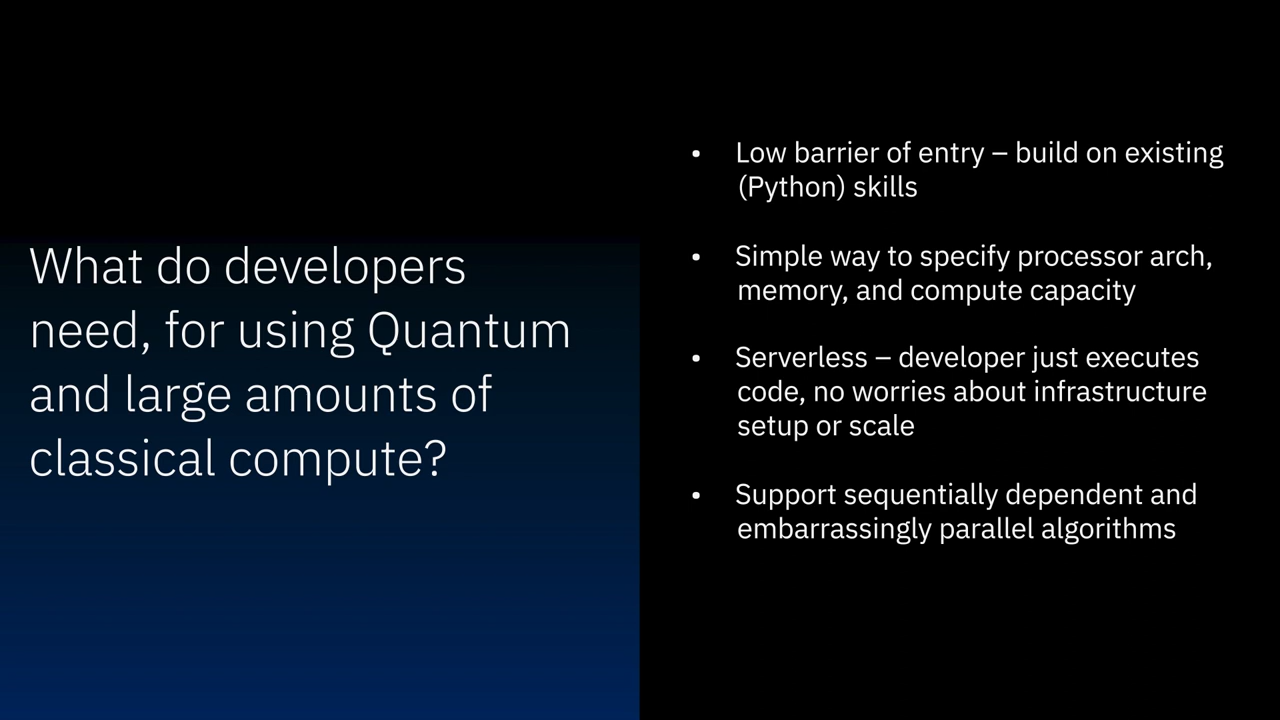 What do developers
need, for using Quantum
and large amounts of
classical compute?
• Low barrier of entry – build on existing
(Python) skills
• Simple way to specify processor arch,
memory, and compute capacity
• Serverless – developer just executes
code, no worries about infrastructure
setup or scale
• Support sequentially dependent and
embarrassingly parallel algorithms